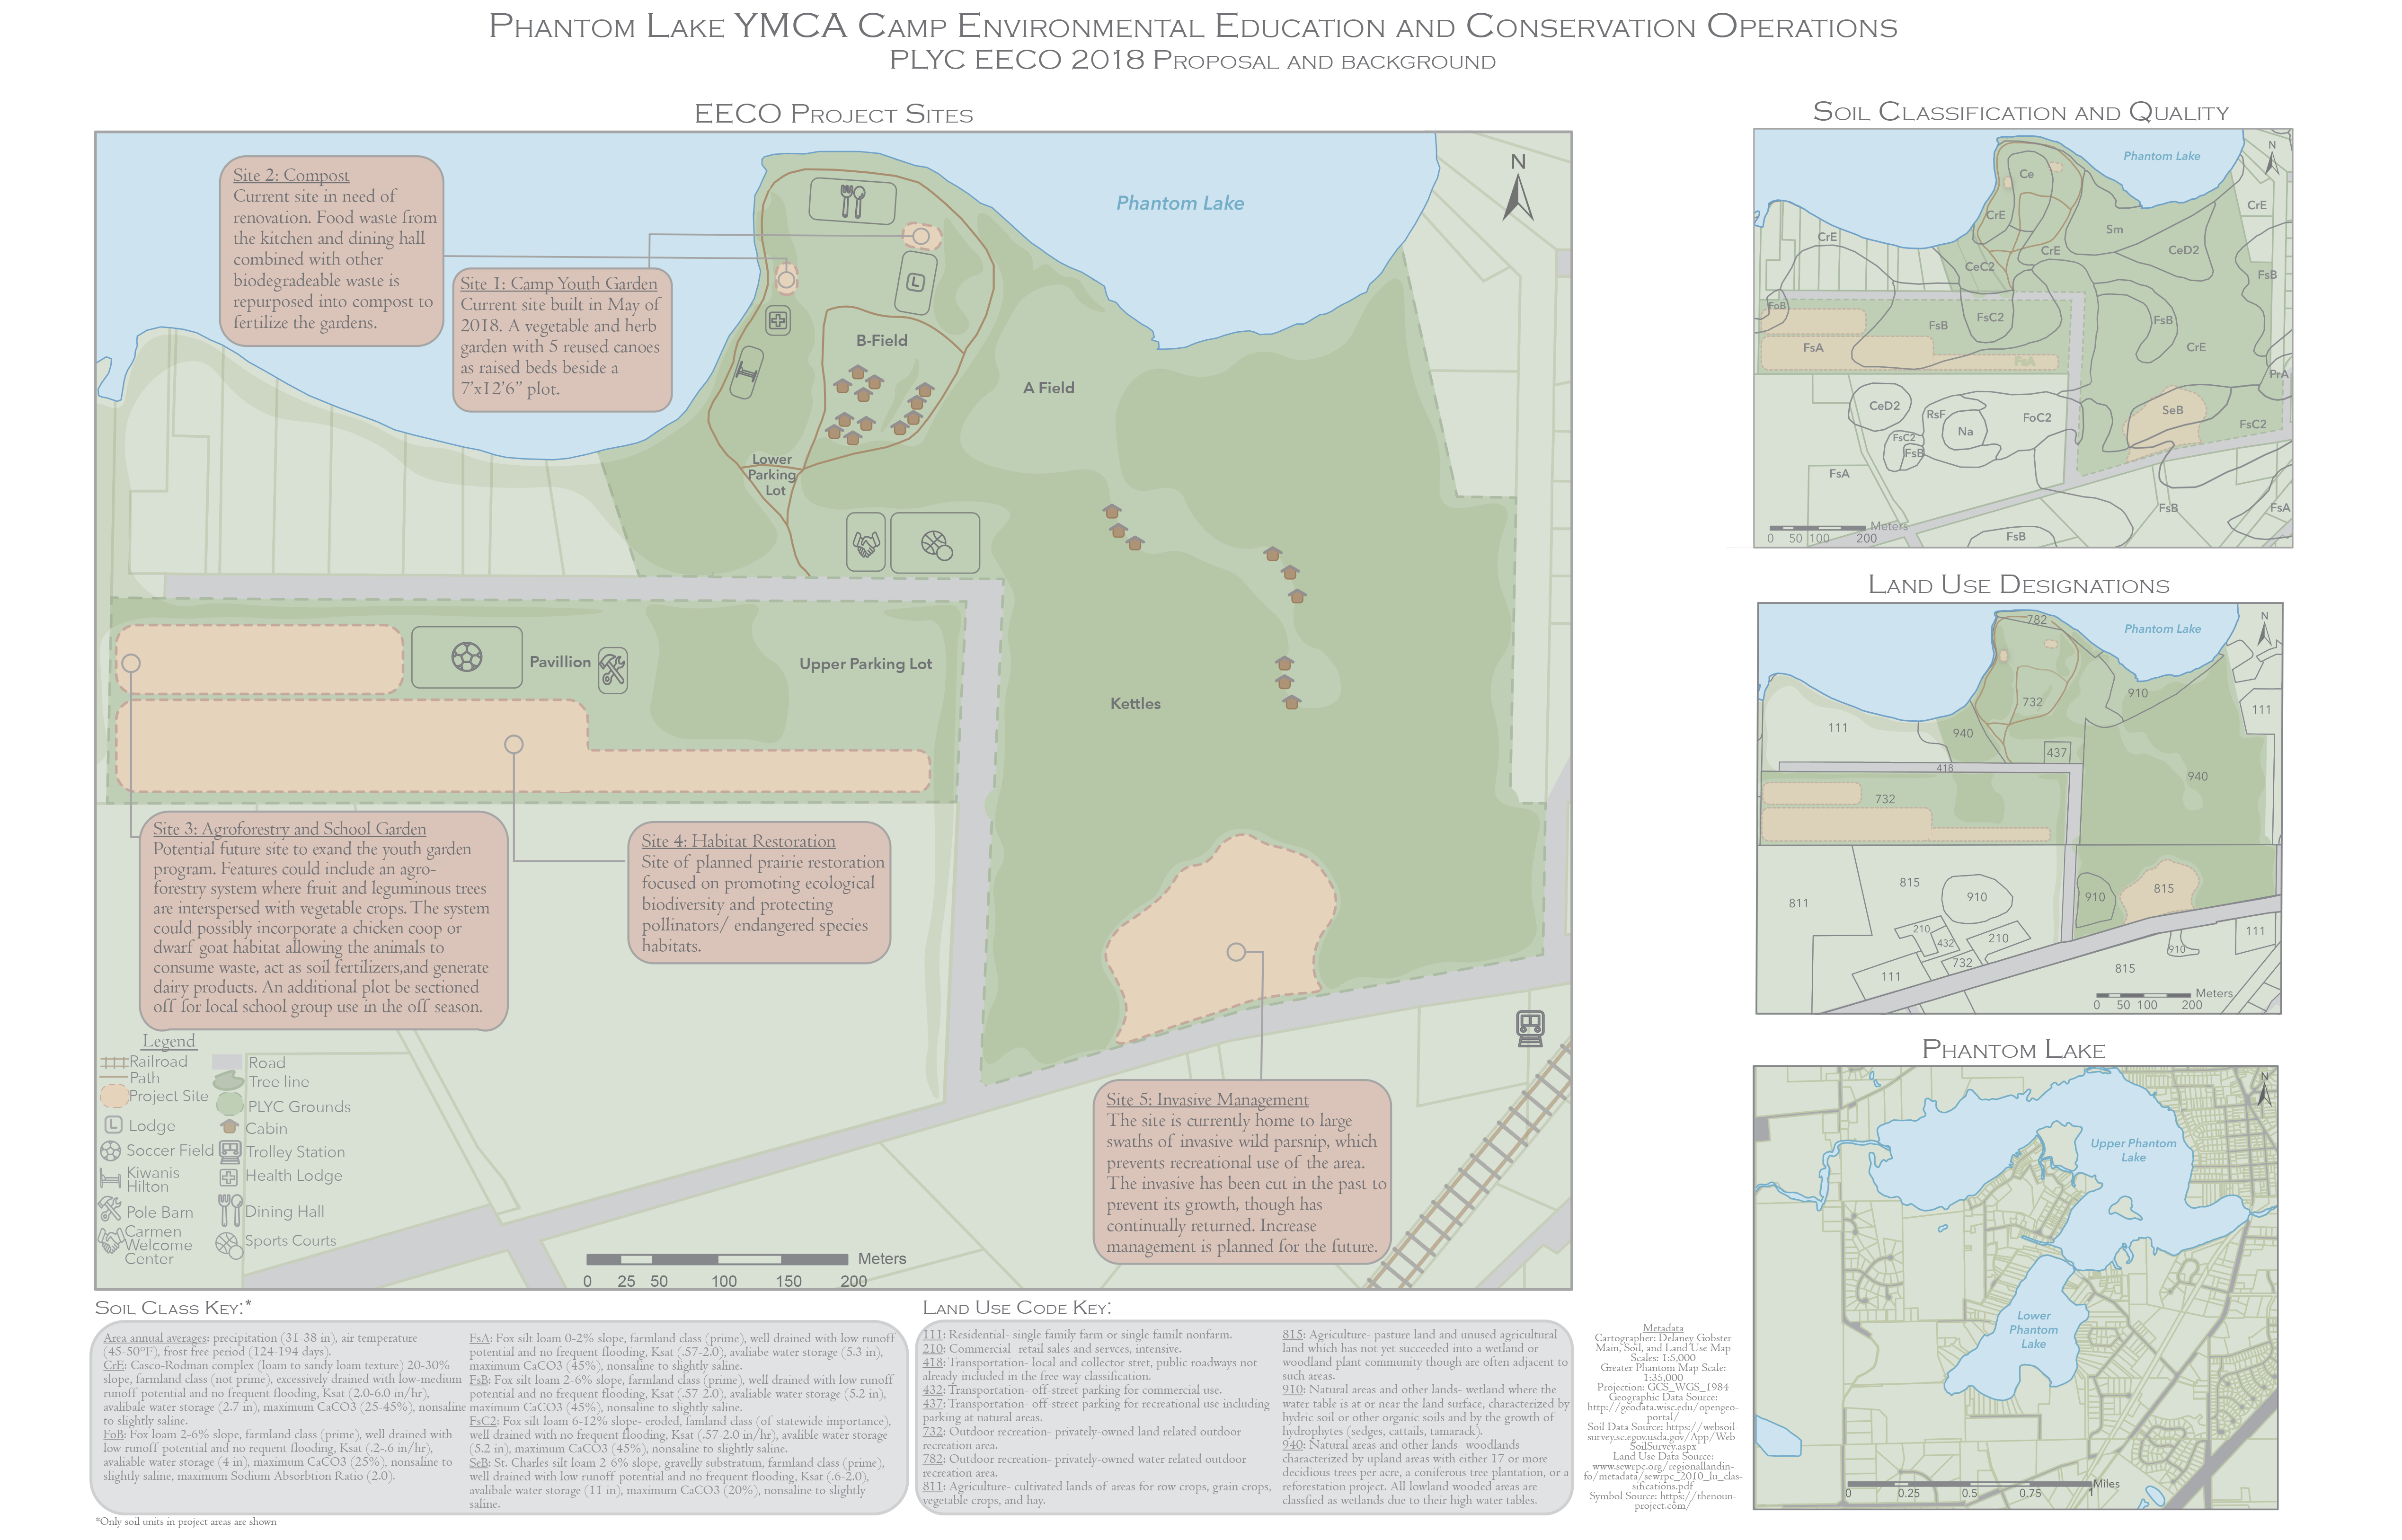 Phantom Lake YMCA Camp Environmental Education and Conservation Operations
PLYC EECO 2018 Proposal and background
EECO Project Sites
Site 2: Compost
Current site in need of
renovation. Food waste from
the kitchen and dining hall
combined with other
biodegradeable waste is
repurposed into compost to
fertilize the gardens.
Site 1: Camp Youth Garden
Current site built in May of
2018. A vegetable and herb
garden with 5 reused canoes
as raised beds beside a
7'x12'6" plot.
Phantom Lake
N
L
B-Field
A Field
Lower
Parking
Lot
Pavillion
Upper Parking Lot
Kettles
Site 3: Agroforestry and School Garden
Potential future site to exand the youth garden
program. Features could include an agro-
forestry system where fruit and leguminous trees
are interspersed with vegetable crops. The system
could possibly incorporate a chicken coop or
dwarf goat habitat allowing the animals to
consume waste, act as soil fertilizers,and generate
dairy products. An additional plot be sectioned
off for local school group use in the off season.
Site 4: Habitat Restoration
Site of planned prairie restoration
focused on promoting ecological
biodiversity and protecting
pollinators/ endangered species
habitats.
Site 5: Invasive Management
The site is currently home to large
swaths of invasive wild parsnip, which
prevents recreational use of the area.
The invasive has been cut in the past to
prevent its growth, though has
continually returned. Increase
management is planned for the future.
Legend
Railroad
Path
Project Site
L Lodge
Soccer Field
Kiwanis
Hilton
Pole Barn
Carmen
Welcome
Center
Road
Tree line
PLYC Grounds
Cabin
Trolley Station
Health Lodge
Dining Hall
Sports Courts
Meters
0 25 50 100 150 200
Soil Classification and Quality
Phantom Lake
N
Ce
CrE
CrE
CrE
Sm
CeD2
CrE
FsB
CeC2
FoB
FsB
FsC2
FsB
CrE
FsA
FsA
PrA
CeD2
RsF
Na
FoC2
SeB
FsC2
FsC2
FsB
FsA
FsB
FsA
FsB
Meters
0 50 100 200
Land Use Designations
782
Phantom Lake
N
910
732
111
111
940
437
418
940
732
815
910
910
815
811
210
432
210
732
111
910
111
815
Meters
0 50 100 200
Phantom Lake
N
Upper Phantom
Lake
Lower
Phantom
Lake
Miles
0 0.25 0.5 0.75 1
Soil Class Key:*
Area annual averages: precipitation (31-38 in), air temperature
(45-50°F), frost free period (124-194 days).
CrE: Casco-Rodman complex (loam to sandy loam texture) 20-30%
slope, farmland class (not prime), excessively drained with low-medium
runoff potential and no frequent flooding, Ksat (2.0-6.0 in/hr),
avalibale water storage (2.7 in), maximum CaCO3 (25-45%), nonsaline
to slightly saline.
FoB: Fox loam 2-6% slope, farmland class (prime), well drained with
low runoff potential and no requent flooding, Ksat (.2-.6 in/hr),
avaliable water storage (4 in), maximum CaCO3 (25%), nonsaline to
slightly saline, maximum Sodium Absorbtion Ratio (2.0).
FsA: Fox silt loam 0-2% slope, farmland class (prime), well drained with low runoff
potential and no frequent flooding, Ksat (.57-2.0), avaliabe water storage (5.3 in),
maximum CaCO3 (45%), nonsaline to slightly saline.
FsB: Fox silt loam 2-6% slope, farmland class (prime), well drained with low runoff
potential and no frequent flooding, Ksat (.57-2.0), avaliable water storage (5.2 in),
maximum CaCO3 (45%), nonsaline to slightly saline.
FsC2: Fox silt loam 6-12% slope- eroded, famland class (of statewide importance),
well drained with no frequent flooding, Ksat (.57-2.0 in/hr), avalible water storage
(5.2 in), maximum CaCO3 (45%), nonsaline to slightly saline.
SeB: St. Charles silt loam 2-6% slope, gravelly substratum, farmland class (prime),
well drained with low runoff potential and no frequent flooding, Ksat (.6-2.0),
avalibale water storage (11 in), maximum CaCO3 (20%), nonsaline to slightly
saline.
*Only soil units in project areas are shown
Land Use Code Key:
111: Residential- single family farm or single familt nonfarm.
210: Commercial- retail sales and servces, intensive.
418: Transportation- local and collector stret, public roadways not
already included in the free way classification.
432: Transportation- off-street parking for commercial use.
437: Transportation- off-street parking for recreational use including
parking at natural areas.
732: Outdoor recreation- privately-owned land related outdoor
recreation area.
782: Outdoor recreation- privately-owned water related outdoor
recreation area.
811: Agriculture- cultivated lands of areas for row crops, grain crops,
vegetable crops, and hay.
815: Agriculture- pasture land and unused agricultural
land which has not yet succeeded into a wetland or
woodland plant community though are often adjacent to
such areas.
910: Natural areas and other lands- wetland where the
water table is at or near the land surface, characterized by
hydric soil or other organic soils and by the growth of
hydrophytes (sedges, cattails, tamarack).
940: Natural areas and other lands- woodlands
characterized by upland areas with either 17 or more
decidious trees per acre, a coniferous tree plantation, or a
reforestation project. All lowland wooded areas are
classfied as wetlands due to their high water tables.
Metadata
Cartographer: Delaney Gobster
Main, Soil, and Land Use Map
Scales: 1:5,000
Greater Phantom Map Scale:
1:35,000
Projection: GCS_WGS_1984
Geographic Data Source:
http://geodata.wisc.edu/opengeo-
portal/
Soil Data Source: https://websoil-
survey.sc.egov.usda.gov/App/Web-
SoilSurvey.aspx
Land Use Data Source:
www.sewrpc.org/regionallandin-
fo/metadata/sewrpc_2010_lu_clas-
sifications.pdf
Symbol Source: https://thenoun-
project.com/